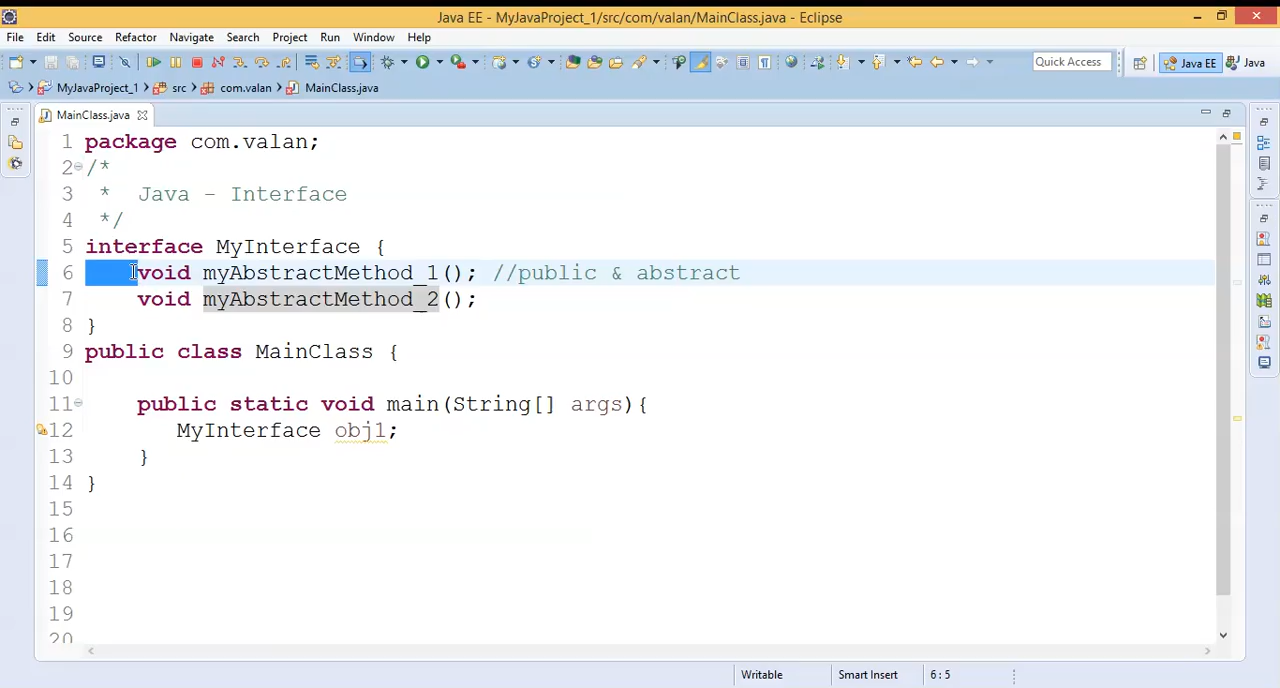 Java EE - MyJavaProject_1/src/com/valan/MainClass.java - Eclipse
File Edit Source Refactor Navigate Search Project Run Window Help
Quick Access Java EE Java
MyJavaProject_1 src com.valan MainClass.java
MainClass.java
1 package com.valan;
2 /*
3 * Java - Interface
4 */
5 interface MyInterface {
6 void myAbstractMethod_1(); //public & abstract
7 void myAbstractMethod_2();
8 }
9 public class MainClass {
10
11 public static void main(String[] args){
12 MyInterface obj1;
13 }
14 }
15
16
17
18
19
20
Writable Smart Insert 6 : 5